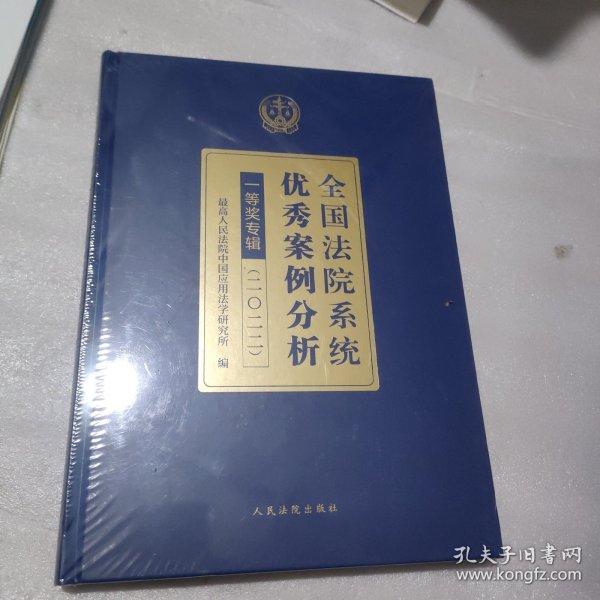 全国法院系统
优秀案例分析
一等奖专辑
(二〇二二)
最高人民法院中国应用法学研究所 编
人民法院出版社
孔夫子旧书网
www.kongfz.com